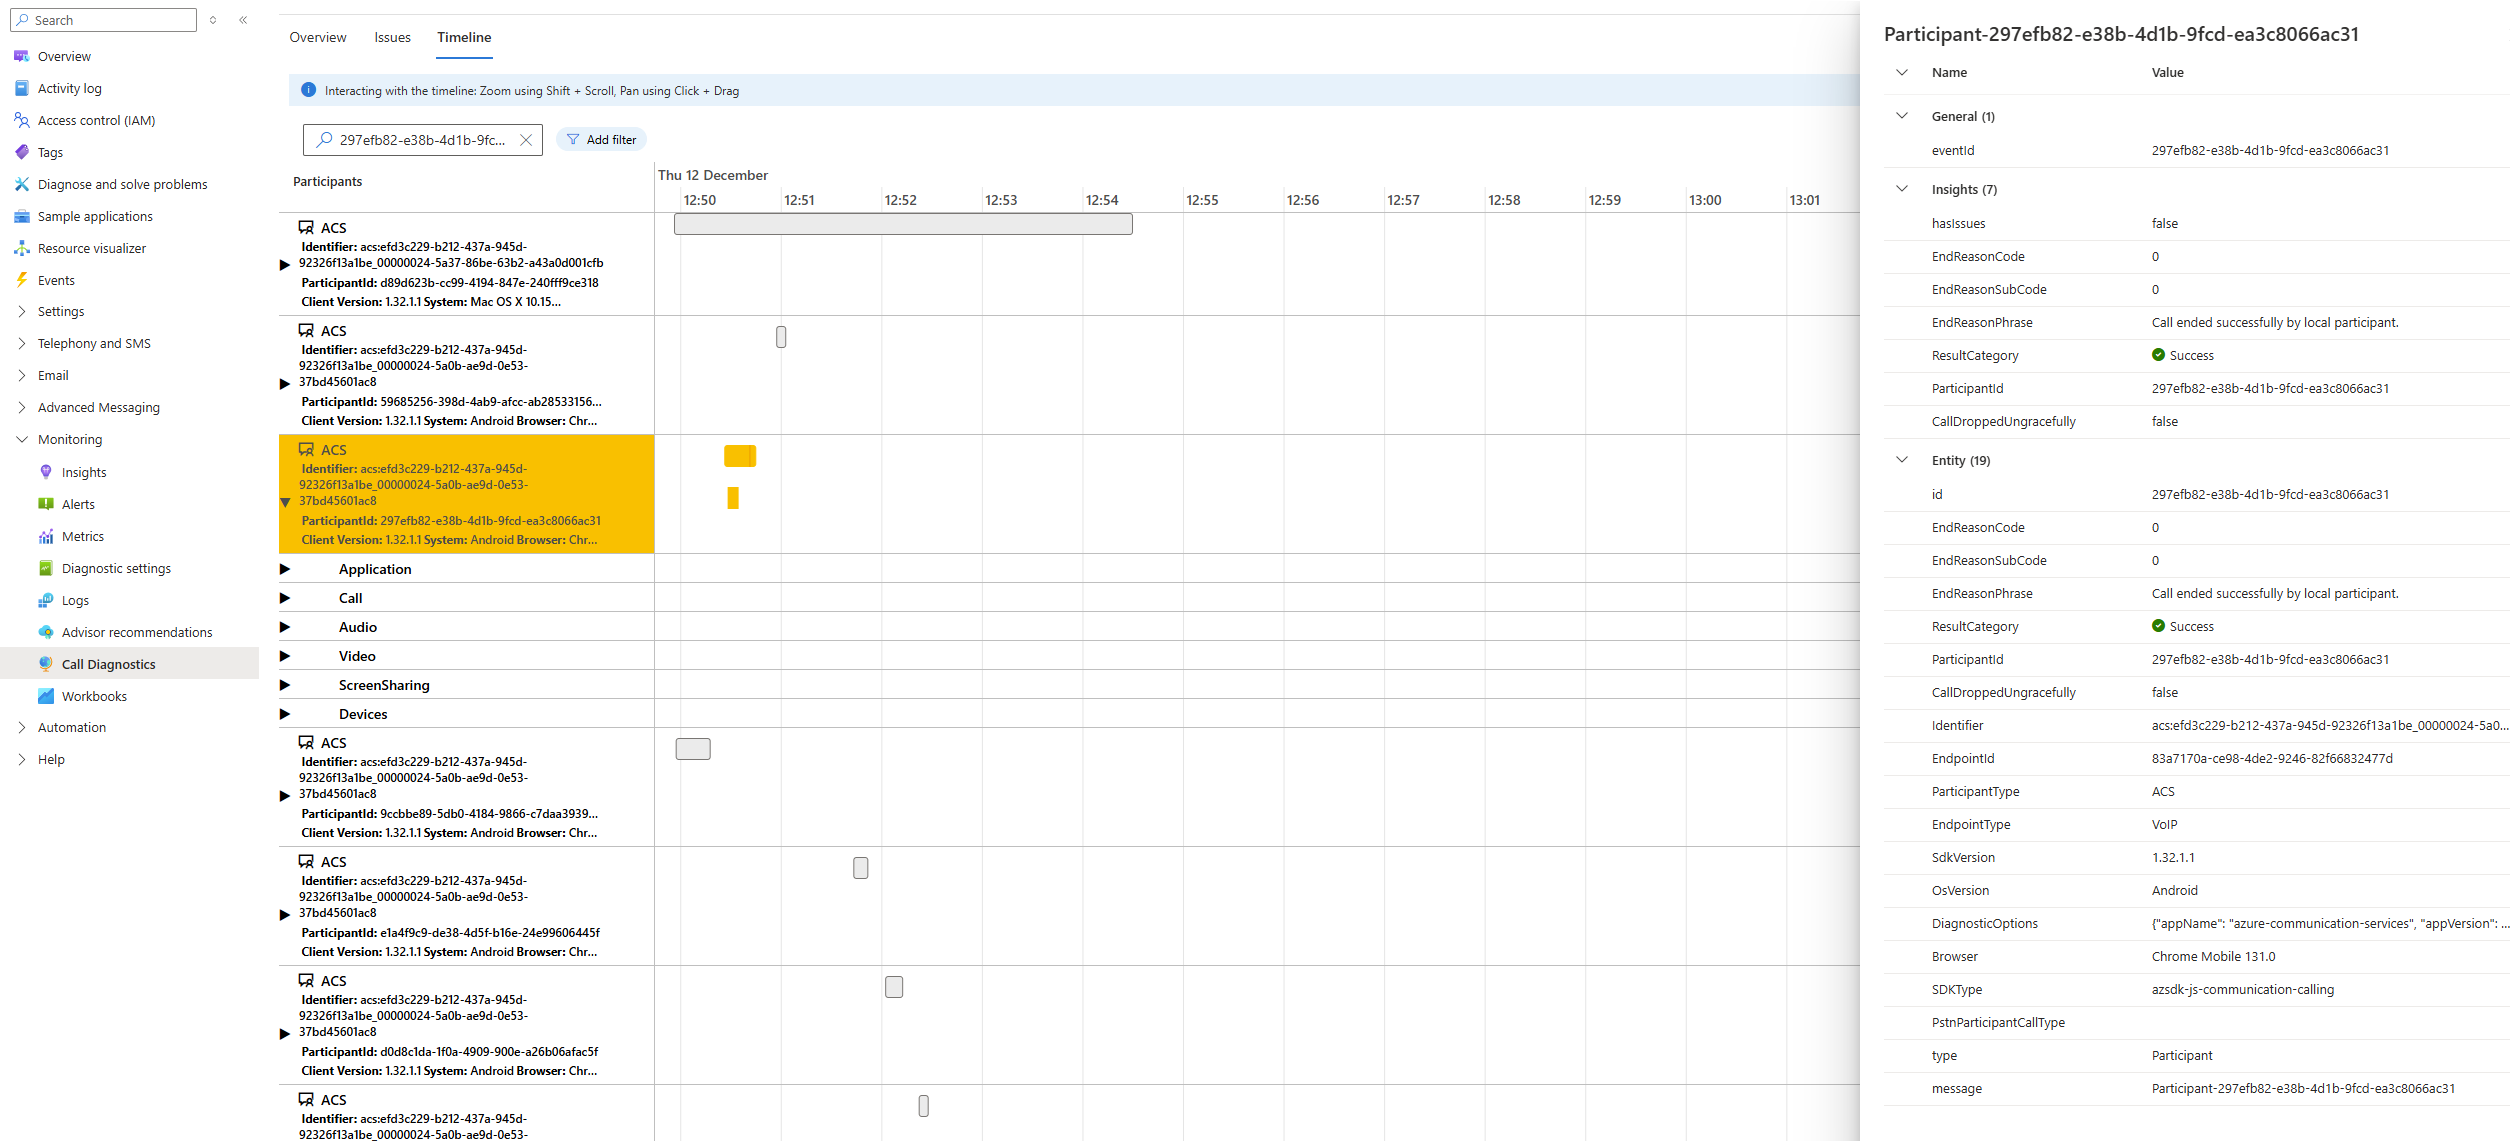 Search
Overview
Activity log
Access control (IAM)
Tags
Diagnose and solve problems
Sample applications
Resource visualizer
Events
Settings
Telephony and SMS
Email
Advanced Messaging
Monitoring
Insights
Alerts
Metrics
Diagnostic settings
Logs
Advisor recommendations
Call Diagnostics
Workbooks
Automation
Help
Overview Issues Timeline
Interacting with the timeline: Zoom using Shift + Scroll, Pan using Click + Drag
297efb82-e38b-4d1b-9fc... Add filter
Participants
Thu 12 December
12:50 12:51 12:52 12:53 12:54 12:55 12:56 12:57 12:58 12:59 13:00 13:01
ACS
Identifier: acs:efd3c229-b212-437a-945d-
92326f13a1be_00000024-5a37-86be-63b2-a43a0d001cfb
ParticipantId: d89d623b-cc99-4194-847e-240fff9ce318
Client Version: 1.32.1.1 System: Mac OS X 10.15...
ACS
Identifier: acs:efd3c229-b212-437a-945d-
92326f13a1be_00000024-5a0b-ae9d-0e53-
37bd45601ac8
ParticipantId: 59685256-398d-4ab9-afcc-ab28533156...
Client Version: 1.32.1.1 System: Android Browser: Chr...
ACS
Identifier: acs:efd3c229-b212-437a-945d-
92326f13a1be_00000024-5a0b-ae9d-0e53-
37bd45601ac8
ParticipantId: 297efb82-e38b-4d1b-9fcd-ea3c8066ac31
Client Version: 1.32.1.1 System: Android Browser: Chr...
Application
Call
Audio
Video
ScreenSharing
Devices
ACS
Identifier: acs:efd3c229-b212-437a-945d-
92326f13a1be_00000024-5a0b-ae9d-0e53-
37bd45601ac8
ParticipantId: 9ccbbe89-5db0-4184-9866-c7daa3939...
Client Version: 1.32.1.1 System: Android Browser: Chr...
ACS
Identifier: acs:efd3c229-b212-437a-945d-
92326f13a1be_00000024-5a0b-ae9d-0e53-
37bd45601ac8
ParticipantId: e1a4f9c9-de38-4d5f-b16e-24e99606445f
Client Version: 1.32.1.1 System: Android Browser: Chr...
ACS
Identifier: acs:efd3c229-b212-437a-945d-
92326f13a1be_00000024-5a0b-ae9d-0e53-
37bd45601ac8
ParticipantId: d0d8c1da-1f0a-4909-900e-a26b06afac5f
Client Version: 1.32.1.1 System: Android Browser: Chr...
ACS
Identifier: acs:efd3c229-b212-437a-945d-
92326f13a1be_00000024-5a0b-ae9d-0e53-
Participant-297efb82-e38b-4d1b-9fcd-ea3c8066ac31
Name Value
General (1)
eventId 297efb82-e38b-4d1b-9fcd-ea3c8066ac31
Insights (7)
hasIssues false
EndReasonCode 0
EndReasonSubCode 0
EndReasonPhrase Call ended successfully by local participant.
ResultCategory Success
ParticipantId 297efb82-e38b-4d1b-9fcd-ea3c8066ac31
CallDroppedUngracefully false
Entity (19)
id 297efb82-e38b-4d1b-9fcd-ea3c8066ac31
EndReasonCode 0
EndReasonSubCode 0
EndReasonPhrase Call ended successfully by local participant.
ResultCategory Success
ParticipantId 297efb82-e38b-4d1b-9fcd-ea3c8066ac31
CallDroppedUngracefully false
Identifier acs:efd3c229-b212-437a-945d-92326f13a1be_00000024-5a0...
EndpointId 83a7170a-ce98-4de2-9246-82f66832477d
ParticipantType ACS
EndpointType VoIP
SdkVersion 1.32.1.1
OsVersion Android
DiagnosticOptions {"appName": "azure-communication-services", "appVersion": ...
Browser Chrome Mobile 131.0
SDKType azsdk-js-communication-calling
PstnParticipantCallType
type Participant
message Participant-297efb82-e38b-4d1b-9fcd-ea3c8066ac31